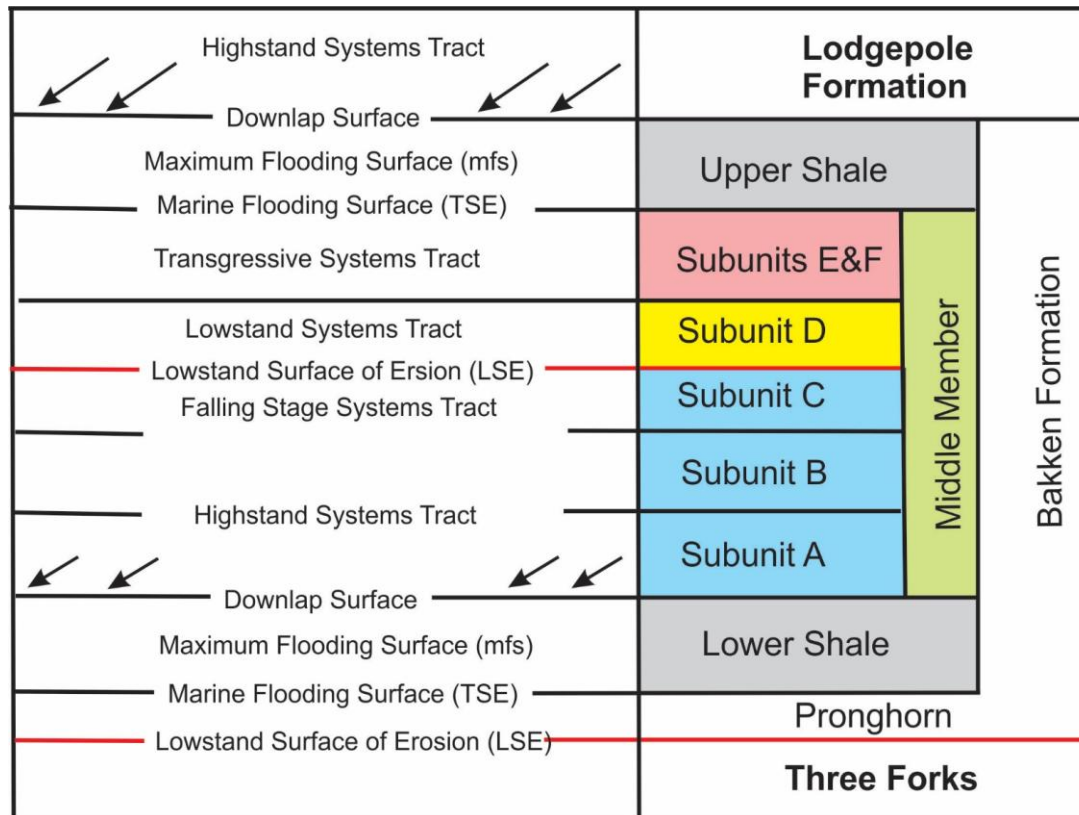 Highstand Systems Tract
Lodgepole
Formation
Downlap Surface
Maximum Flooding Surface (mfs)
Upper Shale
Marine Flooding Surface (TSE)
Transgressive Systems Tract
Subunits E&F
Lowstand Systems Tract
Subunit D
Lowstand Surface of Ersion (LSE)
Falling Stage Systems Tract
Subunit C
Subunit B
Highstand Systems Tract
Subunit A
Middle Member
Bakken Formation
Downlap Surface
Maximum Flooding Surface (mfs)
Lower Shale
Marine Flooding Surface (TSE)
Pronghorn
Lowstand Surface of Erosion (LSE)
Three Forks